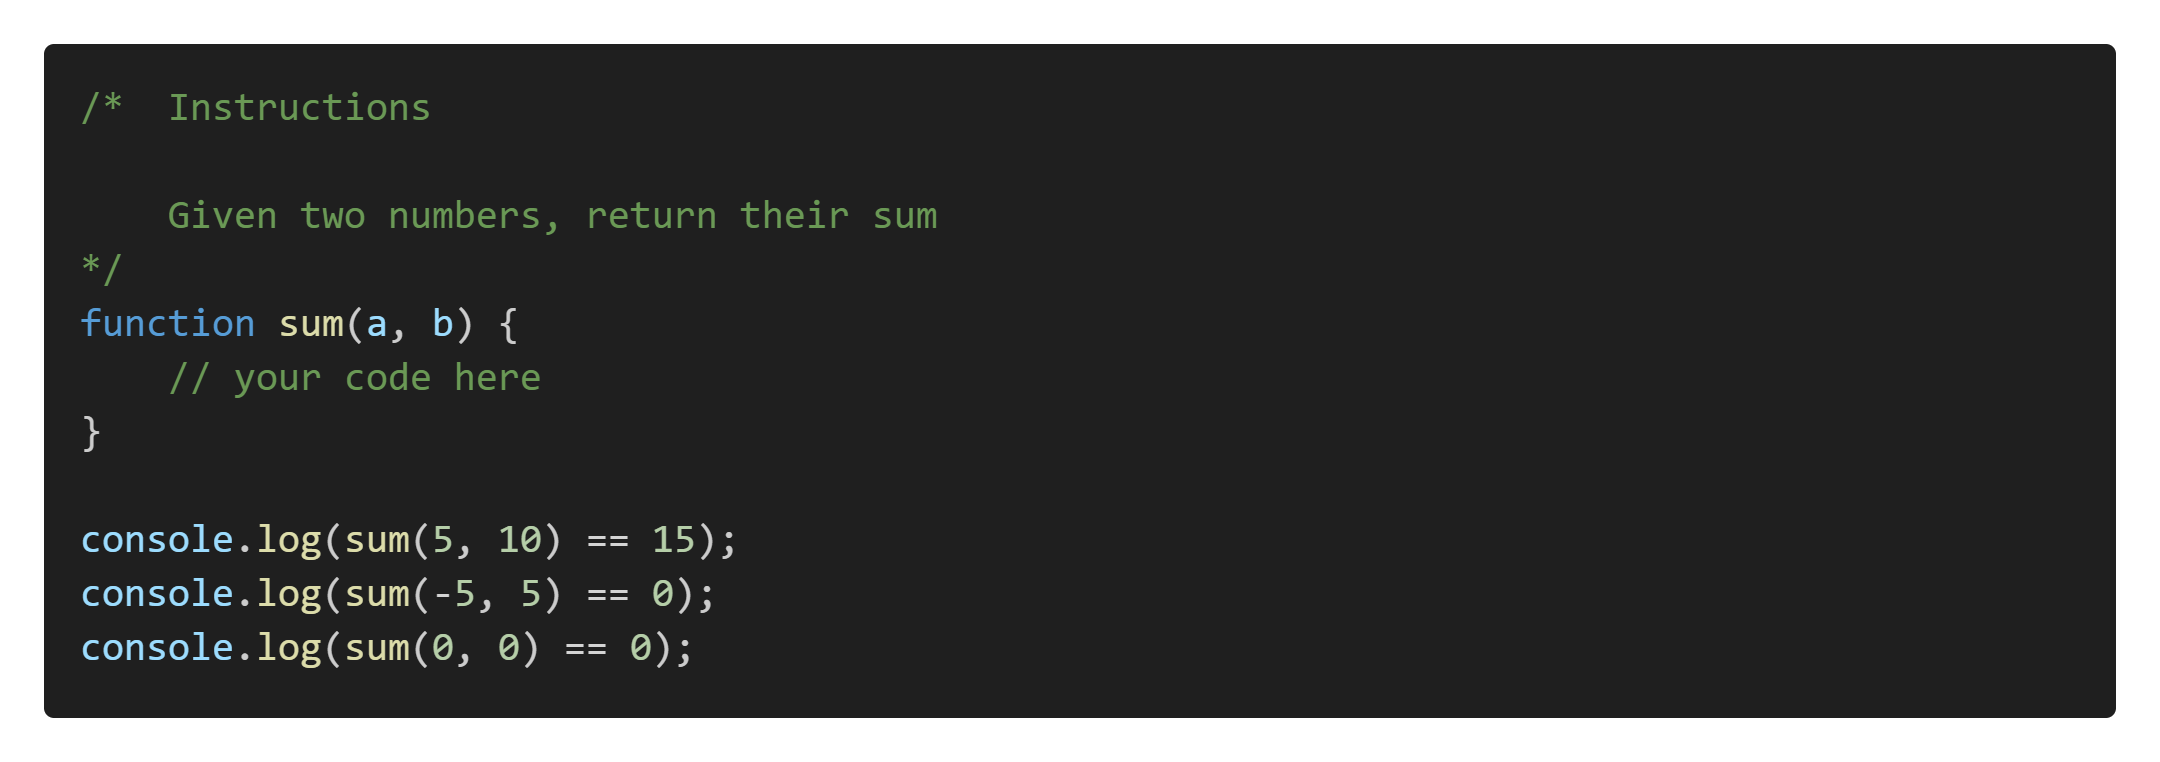 /*  Instructions

    Given two numbers, return their sum
*/
function sum(a, b) {
    // your code here
}

console.log(sum(5, 10) == 15);
console.log(sum(-5, 5) == 0);
console.log(sum(0, 0) == 0);